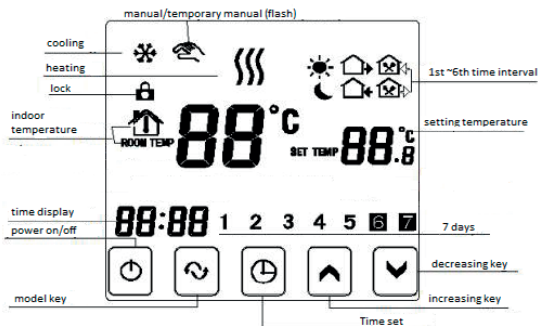 manual/temporary manual (flash)
cooling
heating
lock
1st ~6th time interval
indoor
temperature
ROOM TEMP
88°C
SET TEMP 88.8 °C
setting temperature
time display
88:88 1 2 3 4 5 6 7
power on/off
7 days
decreasing key
model key
increasing key
Time set